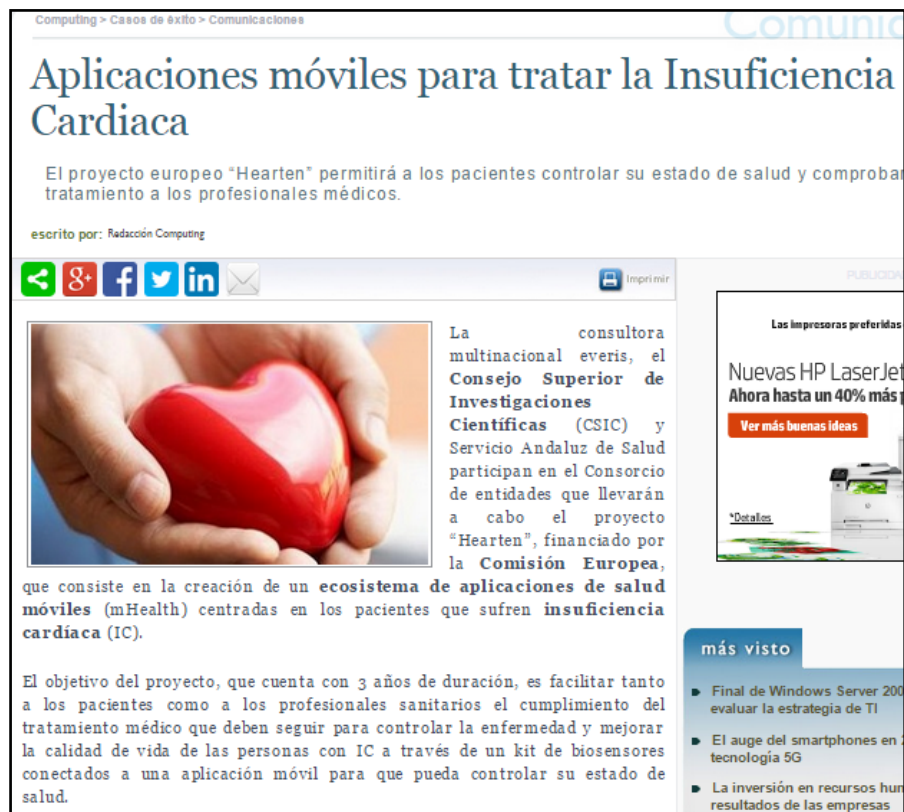 Computing > Casos de éxito > Comunicaciones
Comunic
Aplicaciones móviles para tratar la Insuficiencia
Cardiaca
El proyecto europeo “Hearten” permitirá a los pacientes controlar su estado de salud y comprobar
tratamiento a los profesionales médicos.
escrito por: Redacción Computing
Imprimir
PUBLICIDA
La consultora
multinacional everis, el
Consejo Superior de
Investigaciones
Científicas (CSIC) y
Servicio Andaluz de Salud
participan en el Consorcio
de entidades que llevarán
a cabo el proyecto
“Hearten”, financiado por
la Comisión Europea,
que consiste en la creación de un ecosistema de aplicaciones de salud
móviles (mHealth) centradas en los pacientes que sufren insuficiencia
cardíaca (IC).
El objetivo del proyecto, que cuenta con 3 años de duración, es facilitar tanto
a los pacientes como a los profesionales sanitarios el cumplimiento del
tratamiento médico que deben seguir para controlar la enfermedad y mejorar
la calidad de vida de las personas con IC a través de un kit de biosensores
conectados a una aplicación móvil para que pueda controlar su estado de
salud.
Las impresoras preferidas
Nuevas HP LaserJet
Ahora hasta un 40% más
Ver más buenas ideas
*Detalles
más visto
Final de Windows Server 200
evaluar la estrategia de TI
El auge del smartphones en
tecnología 5G
La inversión en recursos hum
resultados de las empresas